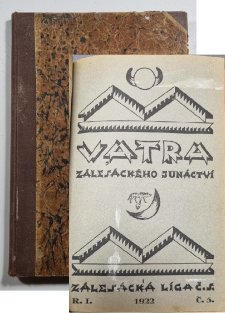 VATRA
ZÁLESÁCKÉHO JUNÁCTVÍ
ZÁLESÁCKÁ LIGA Č.S.
R. I. 1922 Č. 5.